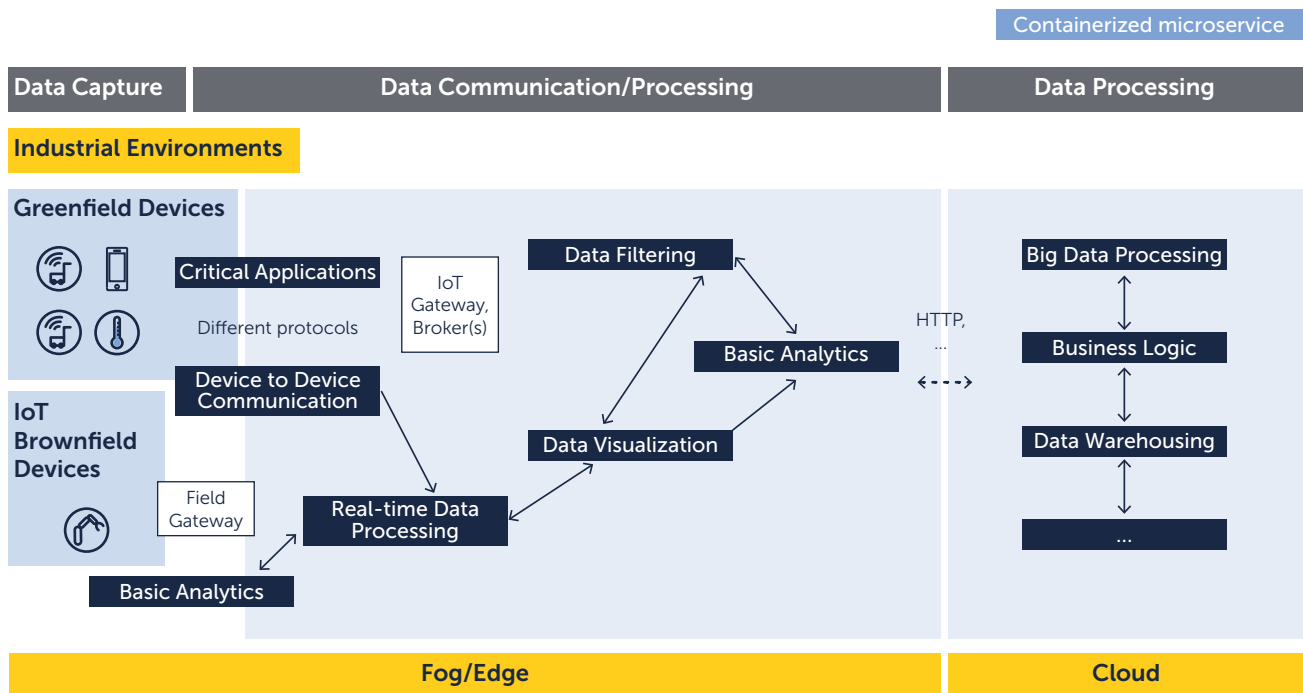 Containerized microservice
Data Capture
Data Communication/Processing
Data Processing
Industrial Environments
Greenfield Devices
Critical Applications
Different protocols
Device to Device
Communication
IoT
Gateway,
Broker(s)
Data Filtering
Basic Analytics
Data Visualization
HTTP,
...
Big Data Processing
Business Logic
Data Warehousing
...
IoT
Brownfield
Devices
Field
Gateway
Real-time Data
Processing
Basic Analytics
Fog/Edge
Cloud